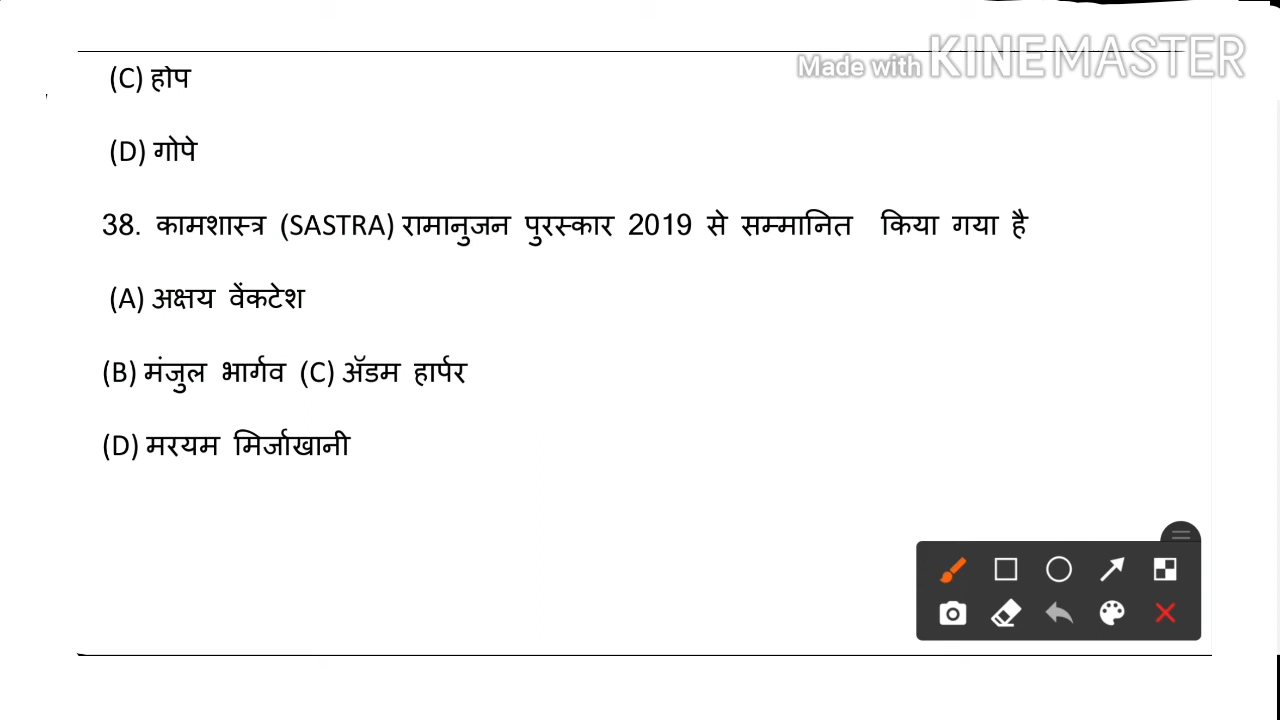 Made with KINEMASTER
(C) होप
(D) गोपे
38. कामशास्त्र (SASTRA) रामानुजन पुरस्कार 2019 से सम्मानित किया गया है
(A) अक्षय वेंकटेश
(B) मंजुल भार्गव (C) ॲडम हार्पर
(D) मरयम मिर्जाखानी